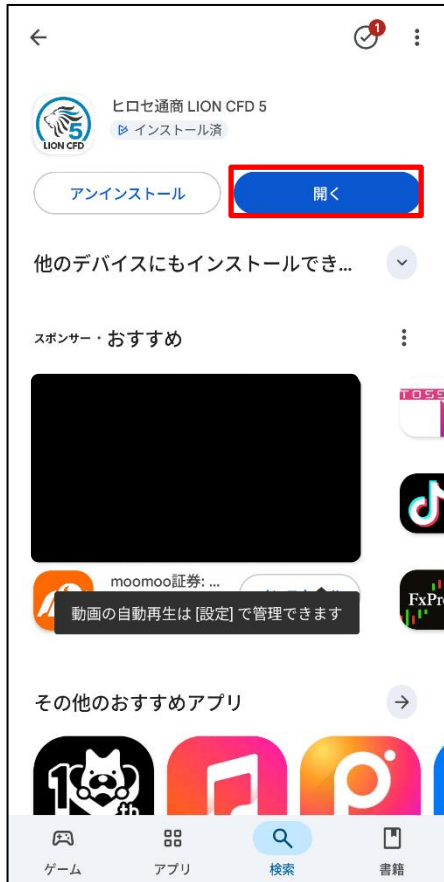 1
ヒロセ通商 LION CFD 5
5
LION CFD
インストール済
アンインストール
開く
他のデバイスにもインストールでき...
スポンサー・おすすめ
TOSS
moomoo証券: ...
FxPro
動画の自動再生は [設定] で管理できます
その他のおすすめアプリ
10th
ゲーム
アプリ
検索
書籍